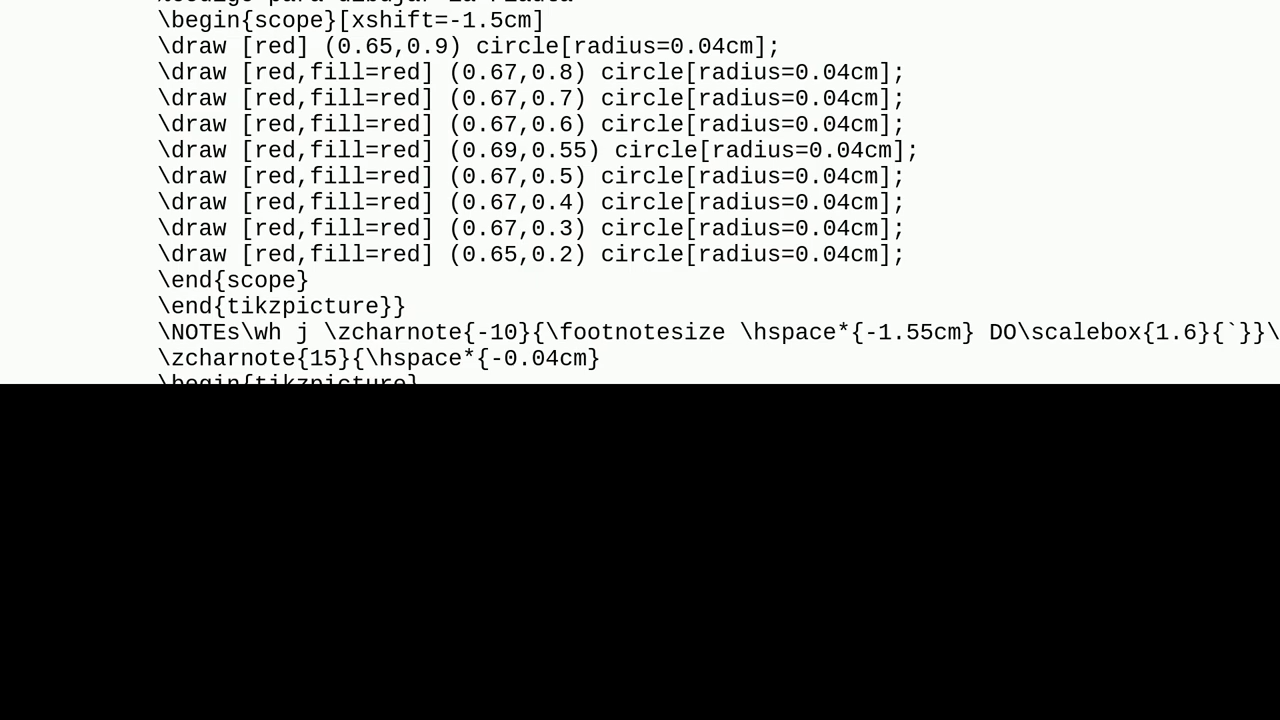 \begin{scope}[xshift=-1.5cm]
\draw [red] (0.65,0.9) circle[radius=0.04cm];
\draw [red,fill=red] (0.67,0.8) circle[radius=0.04cm];
\draw [red,fill=red] (0.67,0.7) circle[radius=0.04cm];
\draw [red,fill=red] (0.67,0.6) circle[radius=0.04cm];
\draw [red,fill=red] (0.69,0.55) circle[radius=0.04cm];
\draw [red,fill=red] (0.67,0.5) circle[radius=0.04cm];
\draw [red,fill=red] (0.67,0.4) circle[radius=0.04cm];
\draw [red,fill=red] (0.67,0.3) circle[radius=0.04cm];
\draw [red,fill=red] (0.65,0.2) circle[radius=0.04cm];
\end{scope}
\end{tikzpicture}}
\NOTEs\wh j \zcharnote{-10}{\footnotesize \hspace*{-1.55cm} DO\scalebox{1.6}{`}}\
\zcharnote{15}{\hspace*{-0.04cm}
\begin{tikzpicture}